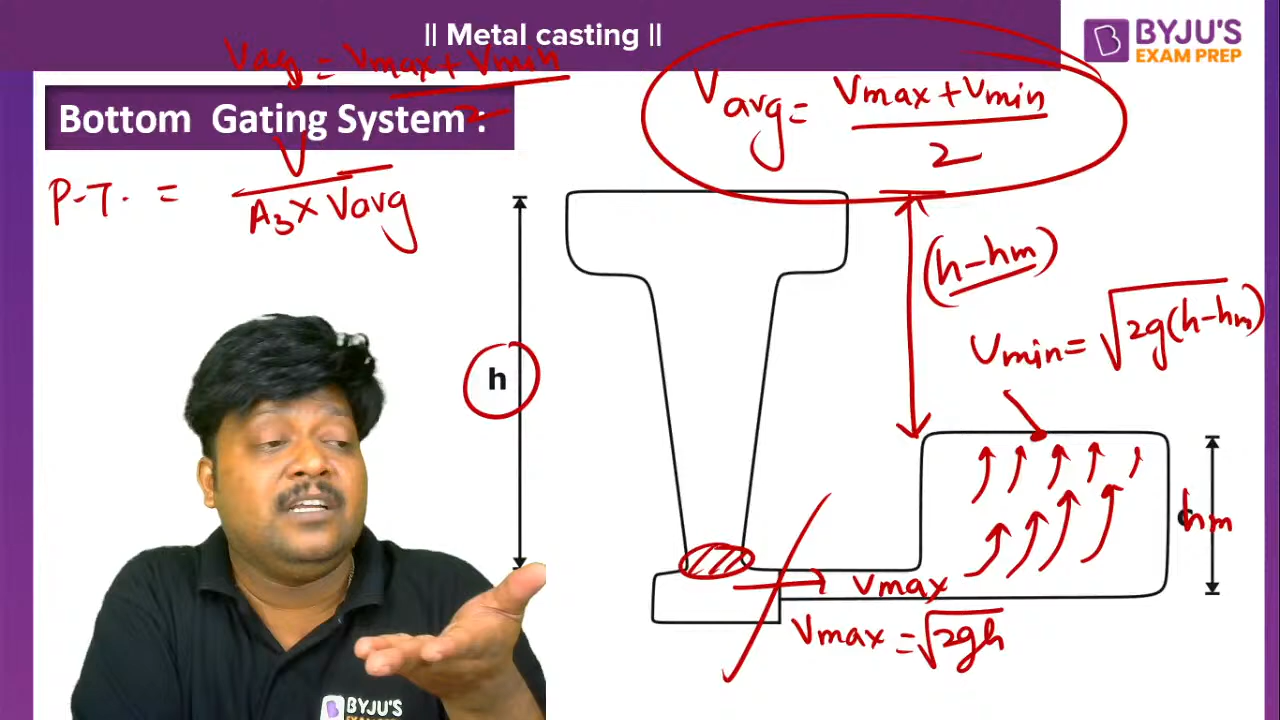 || Metal casting ||
BYJU'S
EXAM PREP
Vavg = Vmax + Vmin
2
Bottom Gating System :
Vavg = Vmax + Vmin
2
P.T. = V
A3 × Vavg
(h-hm)
Vmin = √2g(h-hm)
h
hm
Vmax
Vmax = √2gh
BYJU'S